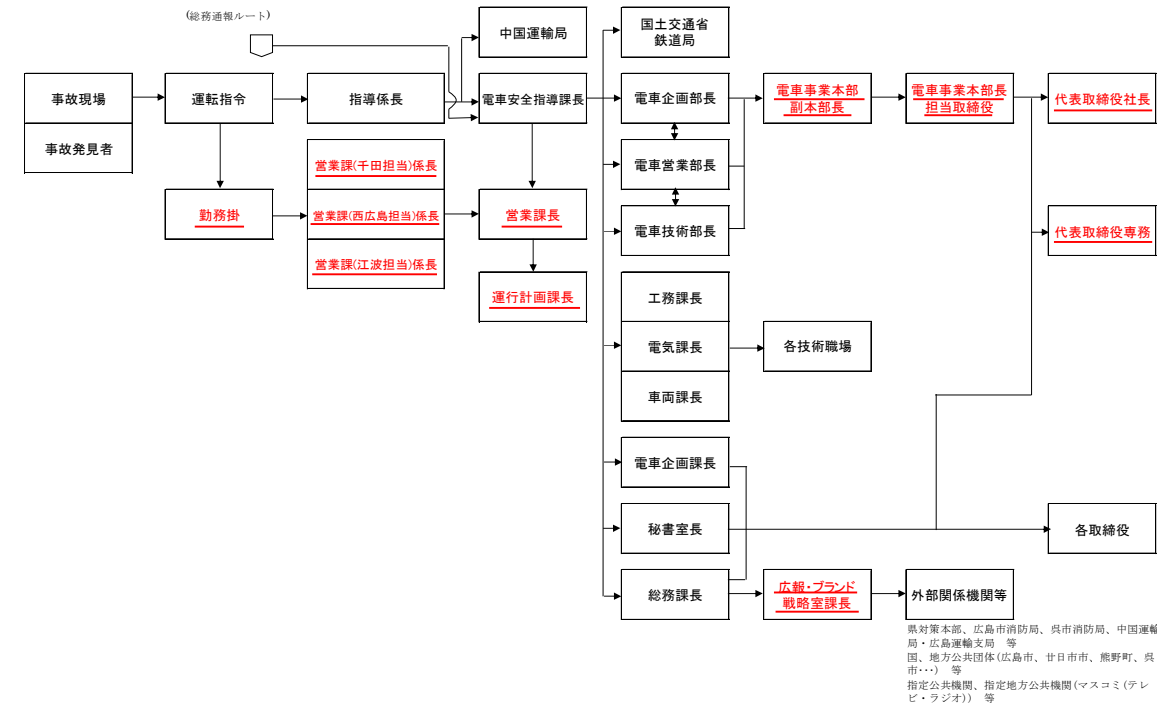 (総務通報ルート)
中国運輸局
国土交通省
鉄道局
事故現場
運転指令
指導係長
電車安全指導課長
電車企画部長
電車事業本部
副本部長
電車事業本部長
担当取締役
代表取締役社長
事故発見者
営業課(千田担当)係長
電車営業部長
勤務掛
営業課(西広島担当)係長
営業課長
電車技術部長
代表取締役専務
営業課(江波担当)係長
運行計画課長
工務課長
電気課長
各技術職場
車両課長
電車企画課長
秘書室長
各取締役
総務課長
広報・ブランド
戦略室課長
外部関係機関等
県対策本部、広島市消防局、呉市消防局、中国運輸
局・広島運輸支局　等
国、地方公共団体(広島市、廿日市市、熊野町、呉
市･･･)　等
指定公共機関、指定地方公共機関(マスコミ(テレ
ビ・ラジオ))　等